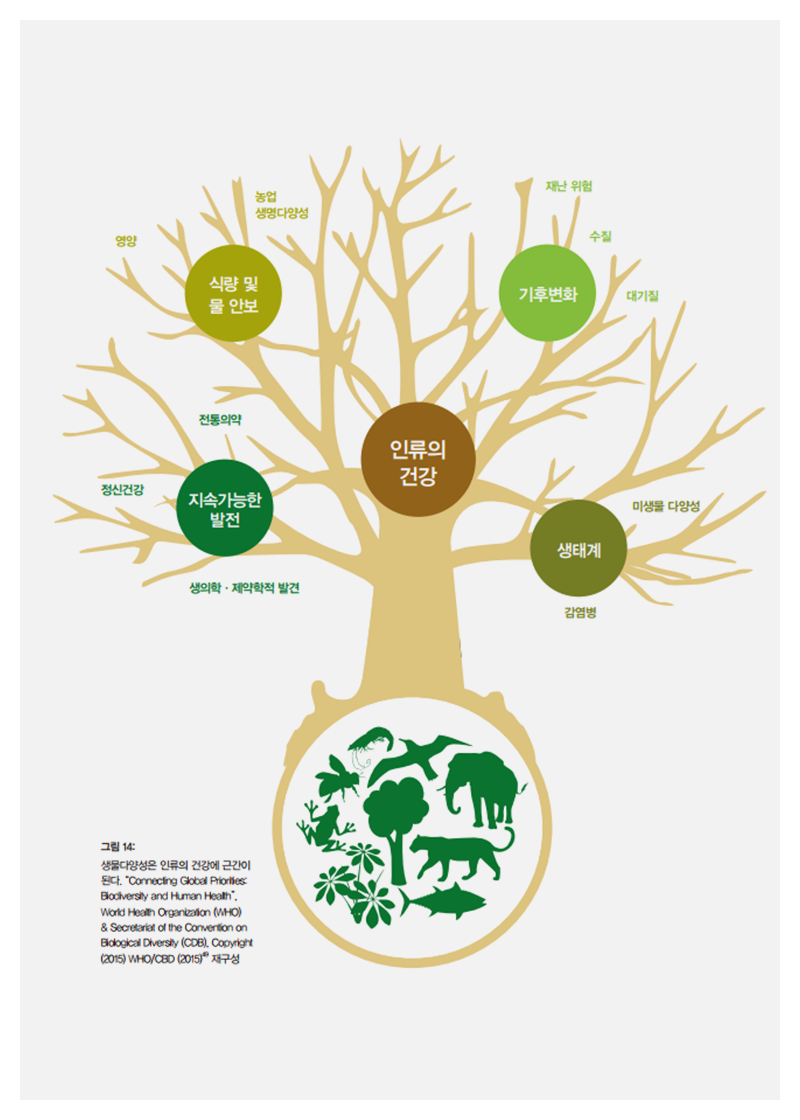 농업
생명다양성
영양
식량 및
물 안보
재난 위험
수질
기후변화
대기질
전통의약
인류의
건강
정신건강
지속가능한
발전
미생물 다양성
생태계
생의학 · 제약학적 발견
감염병
그림 14:
생물다양성은 인류의 건강에 근간이
된다. "Connecting Global Priorities:
Biodiversity and Human Health",
World Health Organization (WHO)
& Secretariat of the Convention on
Biological Diversity (CDB), Copyright
(2015) WHO/CBD (2015)⁴⁹ 재구성